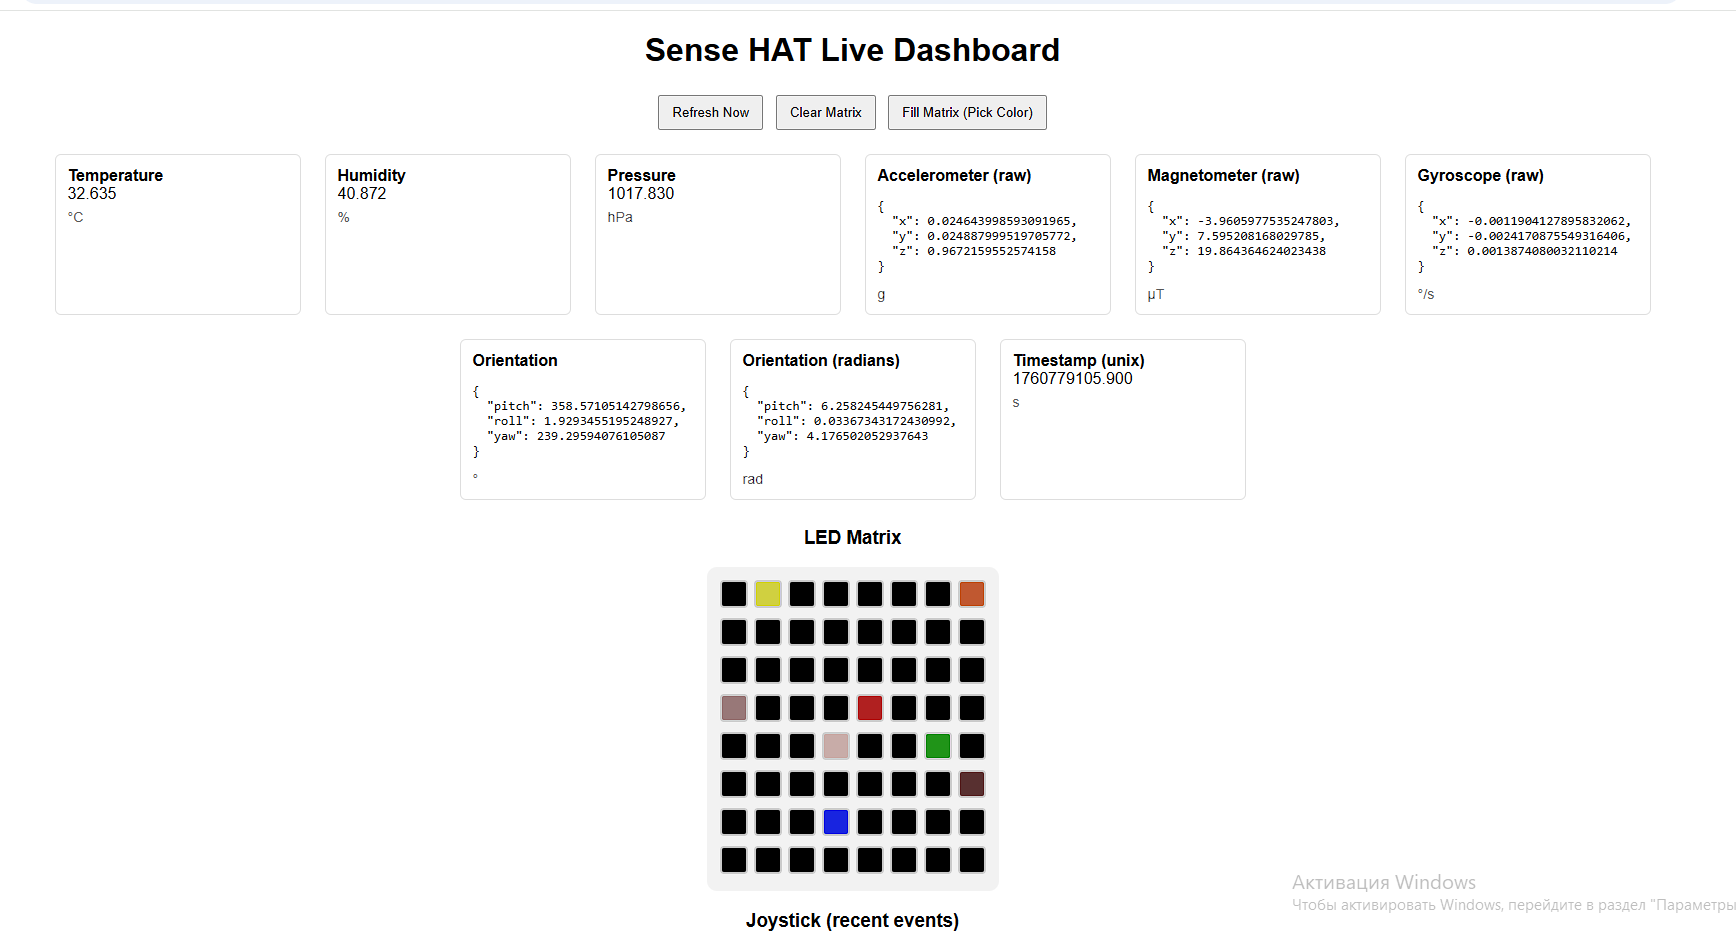 Sense HAT Live Dashboard
Refresh Now
Clear Matrix
Fill Matrix (Pick Color)
Temperature
32.635
°C
Humidity
40.872
%
Pressure
1017.830
hPa
Accelerometer (raw)
{
"x": 0.024643998593091965,
"y": 0.024887999519705772,
"z": 0.9672159552574158
}
g
Magnetometer (raw)
{
"x": -3.9605977535247803,
"y": 7.595208168029785,
"z": 19.864364624023438
}
µT
Gyroscope (raw)
{
"x": -0.0011904127895832062,
"y": -0.0024170875549316406,
"z": 0.0013874080032110214
}
°/s
Orientation
{
"pitch": 358.57105142798656,
"roll": 1.9293455195248927,
"yaw": 239.29594076105087
}
°
Orientation (radians)
{
"pitch": 6.258245449756281,
"roll": 0.03367343172430992,
"yaw": 4.176502052937643
}
rad
Timestamp (unix)
1760779105.900
s
LED Matrix
Joystick (recent events)
Активация Windows
Чтобы активировать Windows, перейдите в раздел "Параметры